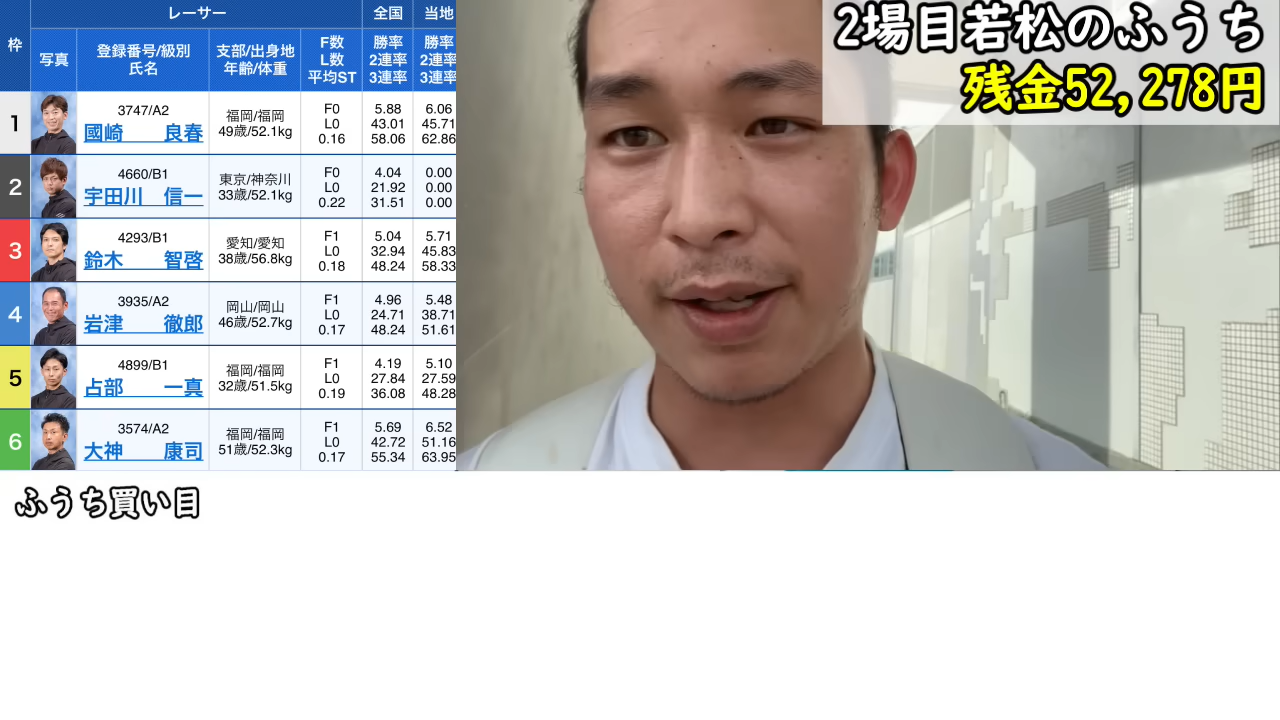 レーサー 全国 当地
枠 写真 登録番号/級別 氏名 支部/出身地 年齢/体重 F数 L数 平均ST 勝率 2連率 3連率 勝率 2連率 3連率
1 3747/A2 國崎 良春 福岡/福岡 49歳/52.1kg F0 L0 0.16 5.88 43.01 58.06 6.06 45.71 62.86
2 4660/B1 宇田川 信一 東京/神奈川 33歳/52.1kg F0 L0 0.22 4.04 21.92 31.51 0.00 0.00 0.00
3 4293/B1 鈴木 智啓 愛知/愛知 38歳/56.8kg F1 L0 0.18 5.04 32.94 48.24 5.71 45.83 58.33
4 3935/A2 岩津 徹郎 岡山/岡山 46歳/52.7kg F1 L0 0.17 4.96 24.71 48.24 5.48 38.71 51.61
5 4899/B1 占部 一真 福岡/福岡 32歳/51.5kg F1 L0 0.19 4.19 27.84 36.08 5.10 27.59 48.28
6 3574/A2 大神 康司 福岡/福岡 51歳/52.3kg F1 L0 0.17 5.69 42.72 55.34 6.52 51.16 63.95
2場目若松のふうち
残金52,278円
ふうち買い目